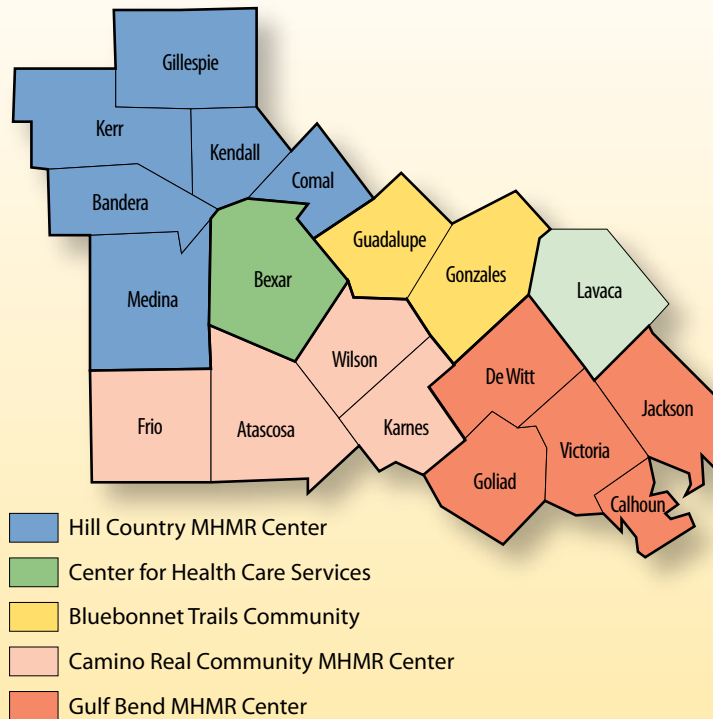 Gillespie
Kerr
Kendall
Comal
Bandera
Guadalupe
Gonzales
Bexar
Medina
Lavaca
Wilson
De Witt
Jackson
Frio
Atascosa
Karnes
Victoria
Goliad
Calhoun
Hill Country MHMR Center
Center for Health Care Services
Bluebonnet Trails Community
Camino Real Community MHMR Center
Gulf Bend MHMR Center